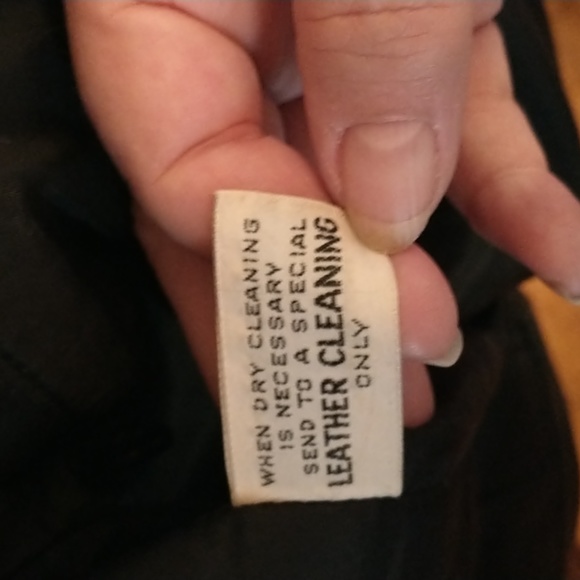 WHEN DRY CLEANING
IS NECESSARY
SEND TO A SPECIAL
LEATHER CLEANING
ONLY